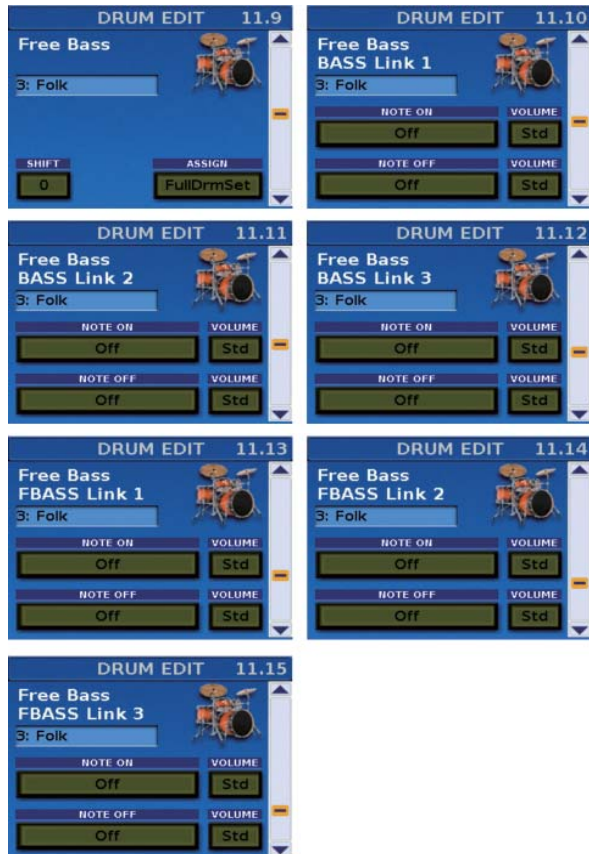 DRUM EDIT 11.9
Free Bass
3: Folk
SHIFT ASSIGN
0 FullDrmSet
DRUM EDIT 11.10
Free Bass
BASS Link 1
3: Folk
NOTE ON VOLUME
Off Std
NOTE OFF VOLUME
Off Std
DRUM EDIT 11.11
Free Bass
BASS Link 2
3: Folk
NOTE ON VOLUME
Off Std
NOTE OFF VOLUME
Off Std
DRUM EDIT 11.12
Free Bass
BASS Link 3
3: Folk
NOTE ON VOLUME
Off Std
NOTE OFF VOLUME
Off Std
DRUM EDIT 11.13
Free Bass
FBASS Link 1
3: Folk
NOTE ON VOLUME
Off Std
NOTE OFF VOLUME
Off Std
DRUM EDIT 11.14
Free Bass
FBASS Link 2
3: Folk
NOTE ON VOLUME
Off Std
NOTE OFF VOLUME
Off Std
DRUM EDIT 11.15
Free Bass
FBASS Link 3
3: Folk
NOTE ON VOLUME
Off Std
NOTE OFF VOLUME
Off Std